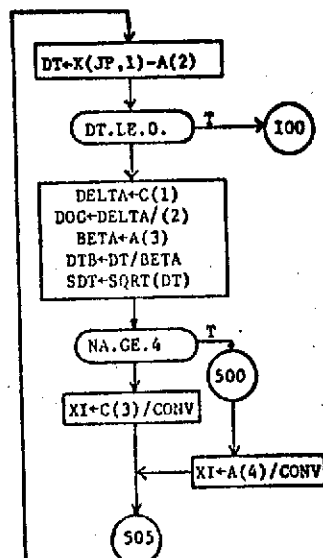 DT←X(JP,1)-A(2)
DT.LE.0.
T
100
DELTA←C(1)
DOC←DELTA/(2)
BETA←A(3)
DTB←DT/BETA
SDT←SQRT(DT)
NA.GE.4
T
500
XI←C(3)/CONV
XI←A(4)/CONV
505